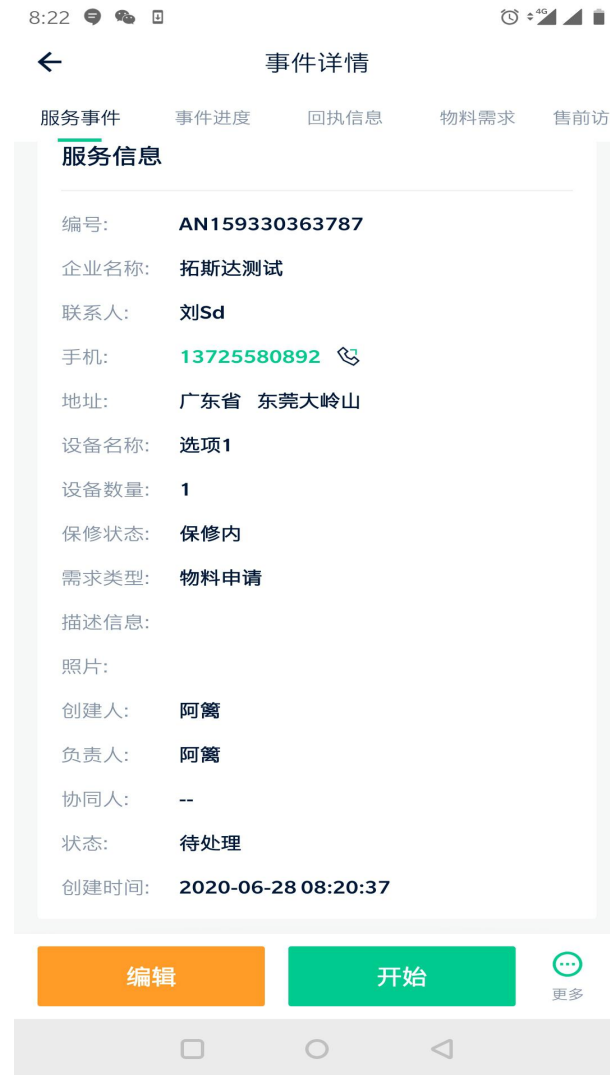 8:22
4G
事件详情
服务事件 事件进度 回执信息 物料需求 售前访
服务信息
编号: AN159330363787
企业名称: 拓斯达测试
联系人: 刘Sd
手机: 13725580892
地址: 广东省 东莞大岭山
设备名称: 选项1
设备数量: 1
保修状态: 保修内
需求类型: 物料申请
描述信息:
照片:
创建人: 阿篱
负责人: 阿篱
协同人: --
状态: 待处理
创建时间: 2020-06-28 08:20:37
编辑 开始
更多